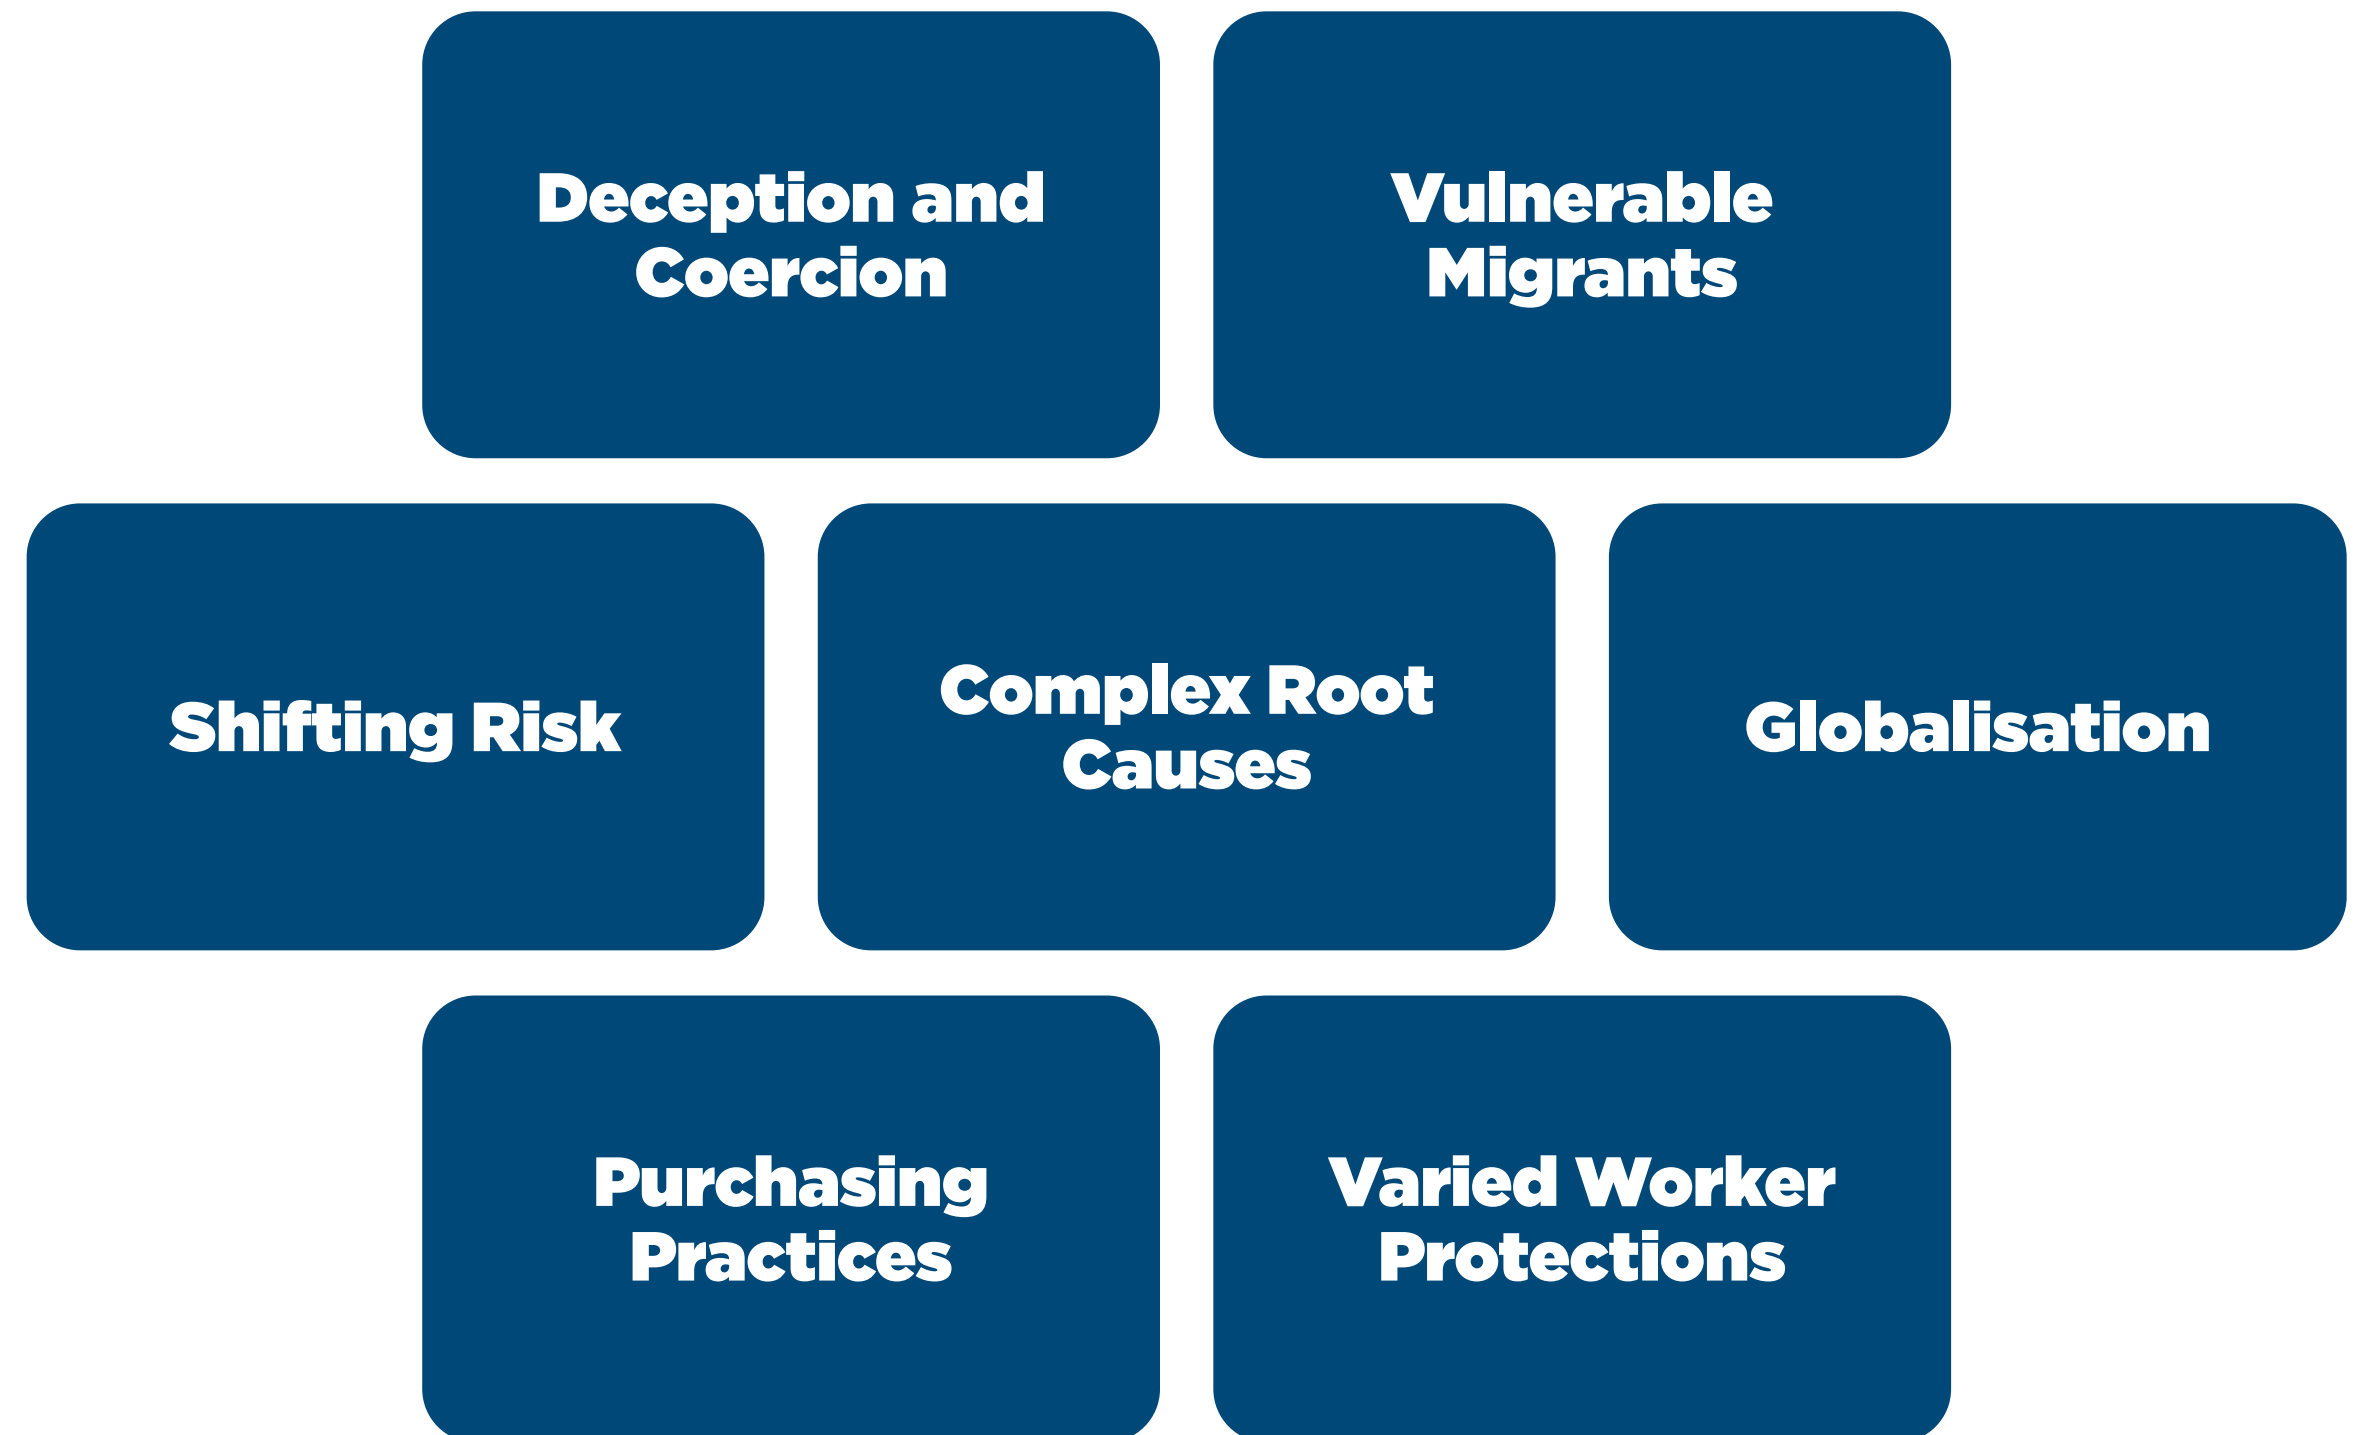 Deception and
Coercion
Vulnerable
Migrants
Shifting Risk
Complex Root
Causes
Globalisation
Purchasing
Practices
Varied Worker
Protections